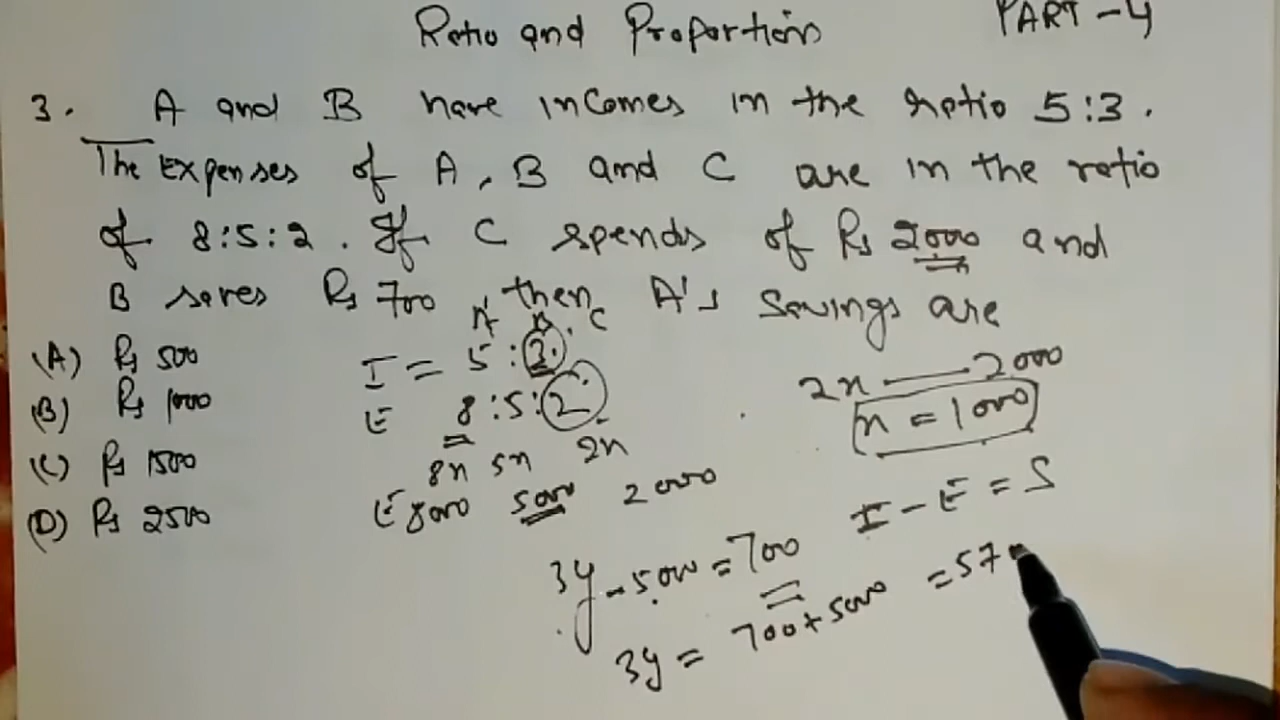 Ratio and Proportion
PART-4
3. A and B have incomes in the ratio 5:3.
The Expenses of A, B and C are in the ratio
of 8:5:2. If C spends of Rs 2000 and
B saves Rs 700, then A's Savings are
(A) Rs 500
(B) Rs 1000
(C) Rs 1500
(D) Rs 2500
A B. C
I = 5:3.
E 8:5:2
8x 5x 2x
E 8000 5000 2000
2x — 2000
x = 1000
I - E = S
3y - 5000 = 700
3y = 700 + 5000 = 57